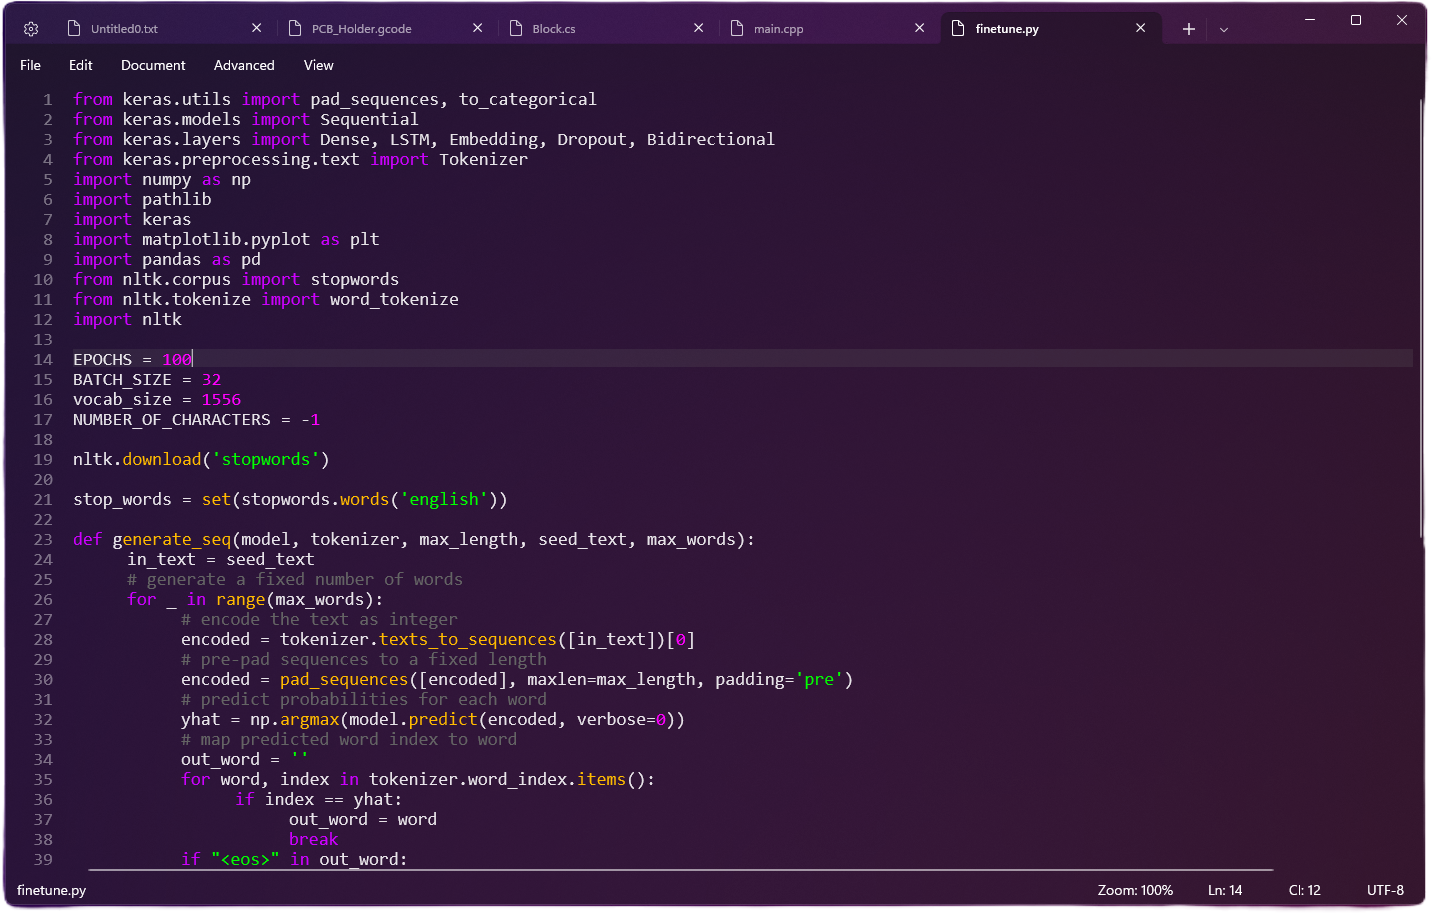 Untitled0.txt PCB_Holder.gcode Block.cs main.cpp finetune.py
File Edit Document Advanced View
1 from keras.utils import pad_sequences, to_categorical
2 from keras.models import Sequential
3 from keras.layers import Dense, LSTM, Embedding, Dropout, Bidirectional
4 from keras.preprocessing.text import Tokenizer
5 import numpy as np
6 import pathlib
7 import keras
8 import matplotlib.pyplot as plt
9 import pandas as pd
10 from nltk.corpus import stopwords
11 from nltk.tokenize import word_tokenize
12 import nltk
13
14 EPOCHS = 100
15 BATCH_SIZE = 32
16 vocab_size = 1556
17 NUMBER_OF_CHARACTERS = -1
18
19 nltk.download('stopwords')
20
21 stop_words = set(stopwords.words('english'))
22
23 def generate_seq(model, tokenizer, max_length, seed_text, max_words):
24 in_text = seed_text
25 # generate a fixed number of words
26 for _ in range(max_words):
27 # encode the text as integer
28 encoded = tokenizer.texts_to_sequences([in_text])[0]
29 # pre-pad sequences to a fixed length
30 encoded = pad_sequences([encoded], maxlen=max_length, padding='pre')
31 # predict probabilities for each word
32 yhat = np.argmax(model.predict(encoded, verbose=0))
33 # map predicted word index to word
34 out_word = ''
35 for word, index in tokenizer.word_index.items():
36 if index == yhat:
37 out_word = word
38 break
39 if "<eos>" in out_word:
finetune.py Zoom: 100% Ln: 14 Cl: 12 UTF-8